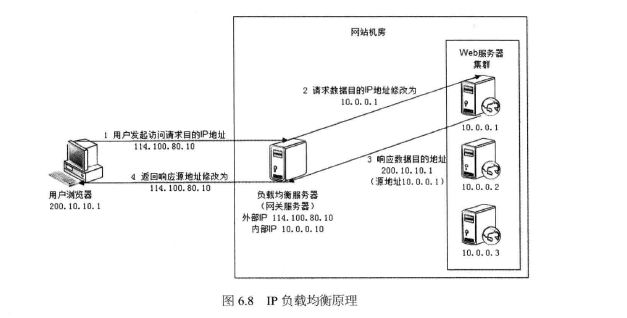 网站机房
Web服务器
集群
2 请求数据目的IP地址修改为
10.0.0.1
1 用户发起访问请求目的IP地址
114.100.80.10
10.0.0.1
3 响应数据目的地址
200.10.10.1
(源地址10.0.0.1)
4 返回响应源地址修改为
114.100.80.10
用户浏览器
200.10.10.1
负载均衡服务器
(网关服务器)
外部IP 114.100.80.10
内部IP 10.0.0.10
10.0.0.2
10.0.0.3
图 6.8 IP 负载均衡原理